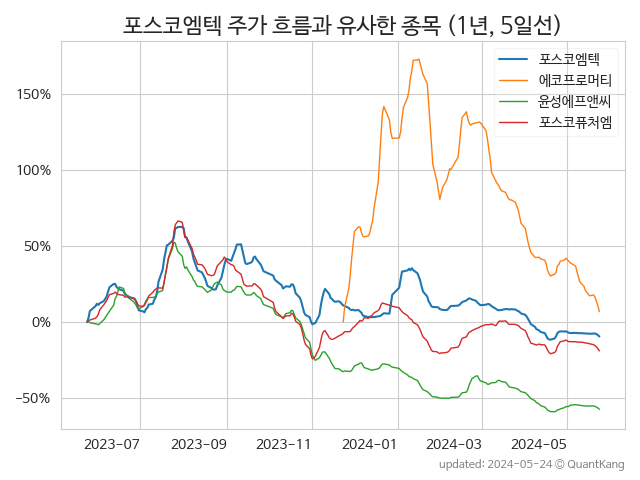 포스코엠텍 주가 흐름과 유사한 종목 (1년, 5일선)
포스코엠텍
에코프로머티
윤성에프앤씨
포스코퓨처엠
150%
100%
50%
0%
−50%
2023−07
2023−09
2023−11
2024−01
2024−03
2024−05
updated: 2024-05-24 © QuantKang